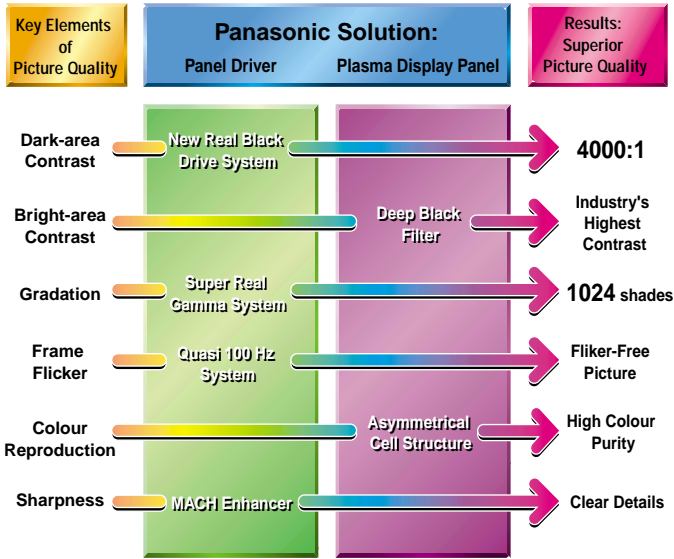 Key Elements
of
Picture Quality
Panasonic Solution:
Panel Driver
Plasma Display Panel
Results:
Superior
Picture Quality
Dark-area
Contrast
New Real Black
Drive System
4000:1
Bright-area
Contrast
Deep Black
Filter
Industry's
Highest
Contrast
Gradation
Super Real
Gamma System
1024 shades
Frame
Flicker
Quasi 100 Hz
System
Fliker-Free
Picture
Colour
Reproduction
Asymmetrical
Cell Structure
High Colour
Purity
Sharpness
MACH Enhancer
Clear Details